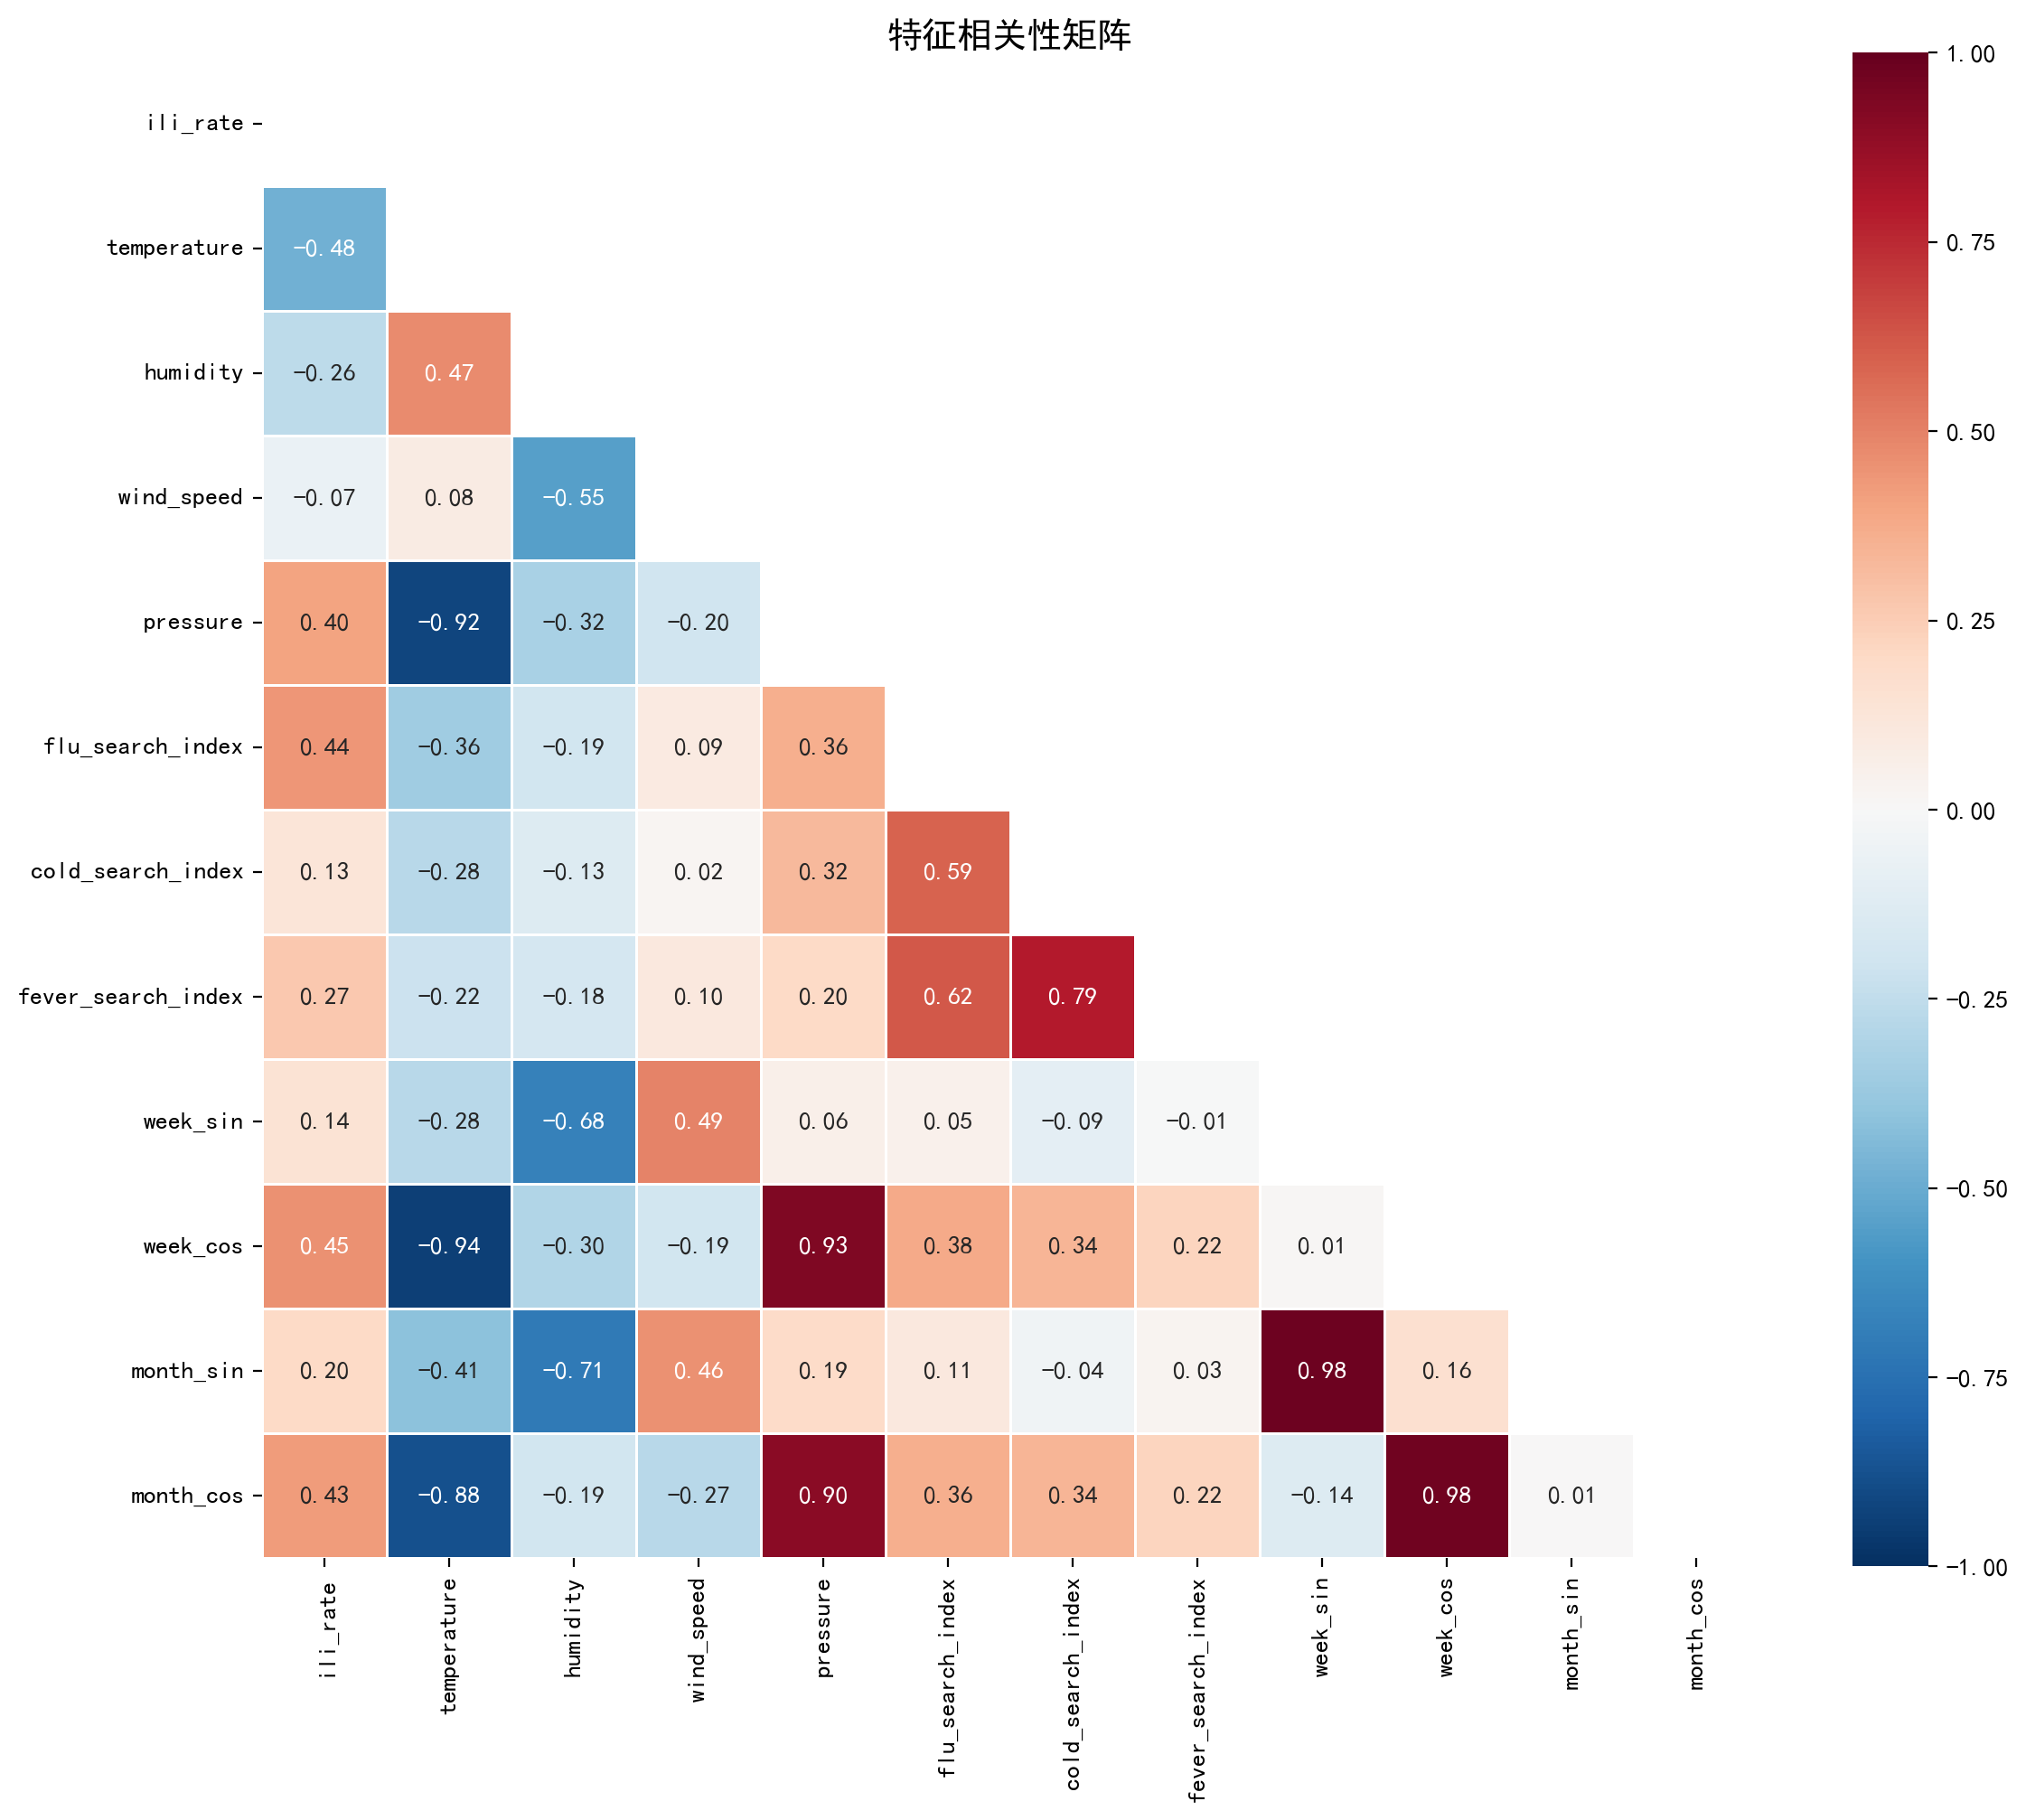 特征相关性矩阵
ili_rate
temperature −0.48
humidity −0.26 0.47
wind_speed −0.07 0.08 −0.55
pressure 0.40 −0.92 −0.32 −0.20
flu_search_index 0.44 −0.36 −0.19 0.09 0.36
cold_search_index 0.13 −0.28 −0.13 0.02 0.32 0.59
fever_search_index 0.27 −0.22 −0.18 0.10 0.20 0.62 0.79
week_sin 0.14 −0.28 −0.68 0.49 0.06 0.05 −0.09 −0.01
week_cos 0.45 −0.94 −0.30 −0.19 0.93 0.38 0.34 0.22 0.01
month_sin 0.20 −0.41 −0.71 0.46 0.19 0.11 −0.04 0.03 0.98 0.16
month_cos 0.43 −0.88 −0.19 −0.27 0.90 0.36 0.34 0.22 −0.14 0.98 0.01
ili_rate
temperature
humidity
wind_speed
pressure
flu_search_index
cold_search_index
fever_search_index
week_sin
week_cos
month_sin
month_cos
1.00
0.75
0.50
0.25
0.00
−0.25
−0.50
−0.75
−1.00